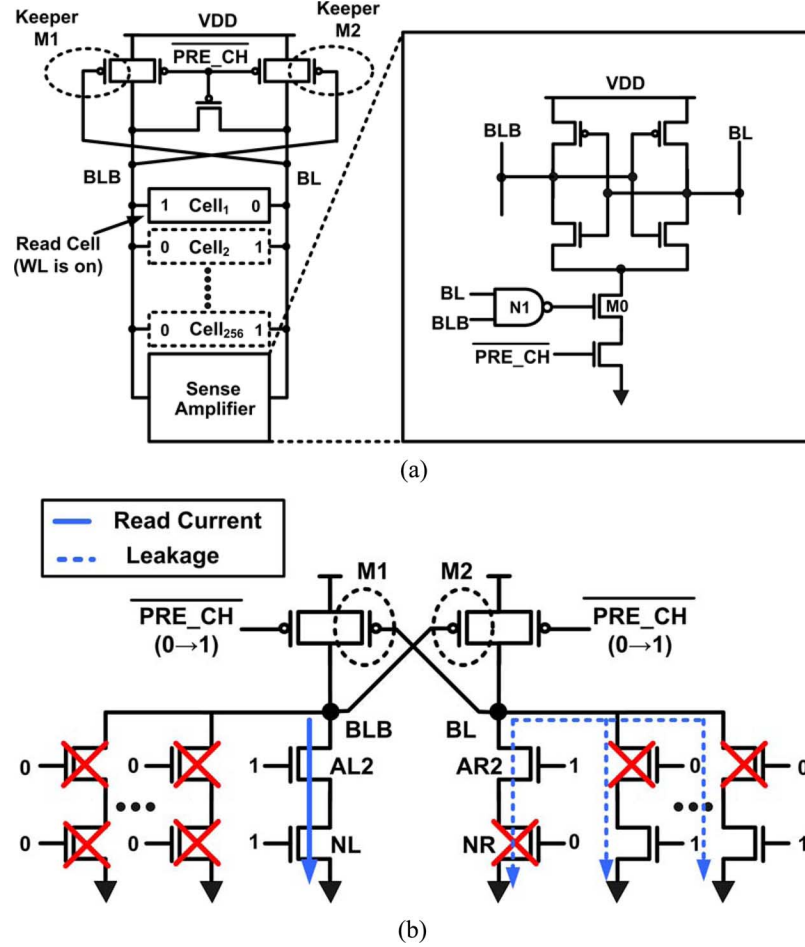 Keeper M1
VDD
Keeper M2
PRE_CH
BLB
BL
1 Cell1 0
Read Cell
(WL is on)
0 Cell2 1
0 Cell256 1
Sense
Amplifier
VDD
BLB
BL
BL
BLB
N1
M0
PRE_CH
(a)
Read Current
Leakage
M1
M2
PRE_CH
(0→1)
PRE_CH
(0→1)
BLB
BL
0
0
1
AL2
AR2
1
0
0
0
0
1
NL
NR
0
1
1
(b)